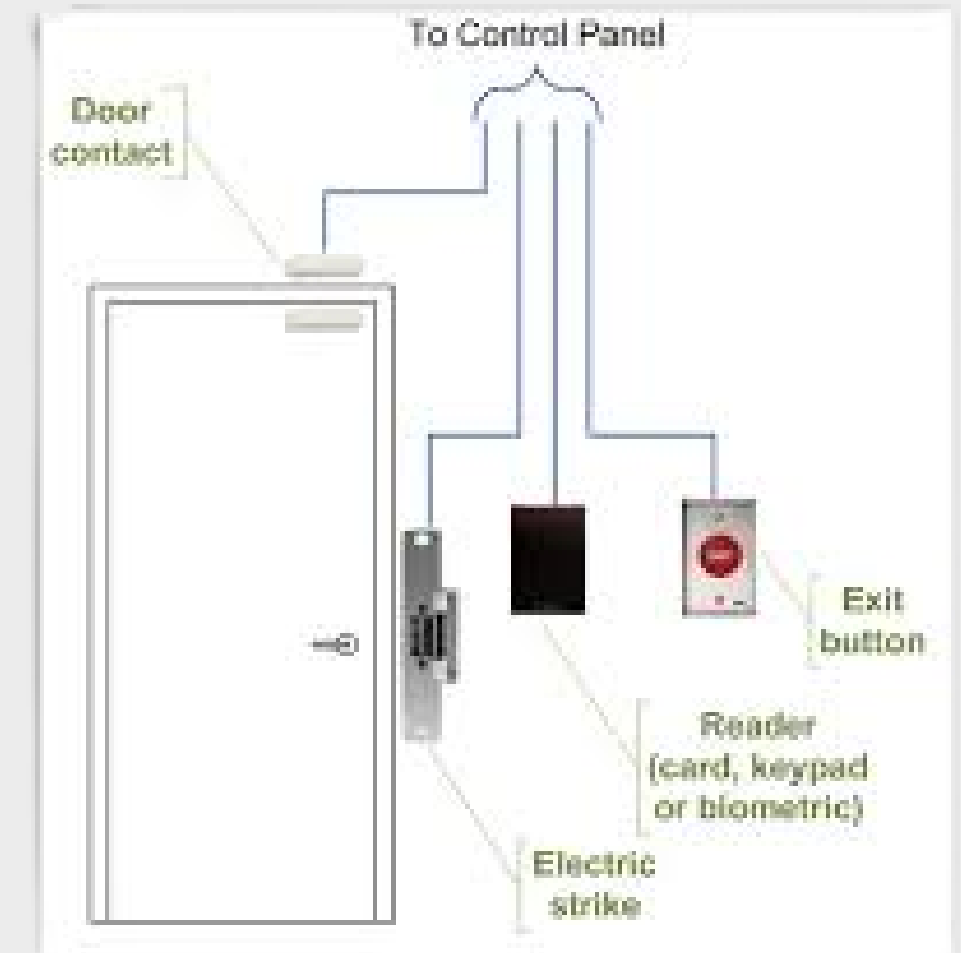 To Control Panel
Door
contact
Exit
button
Reader
(card, keypad
or biometric)
Electric
strike